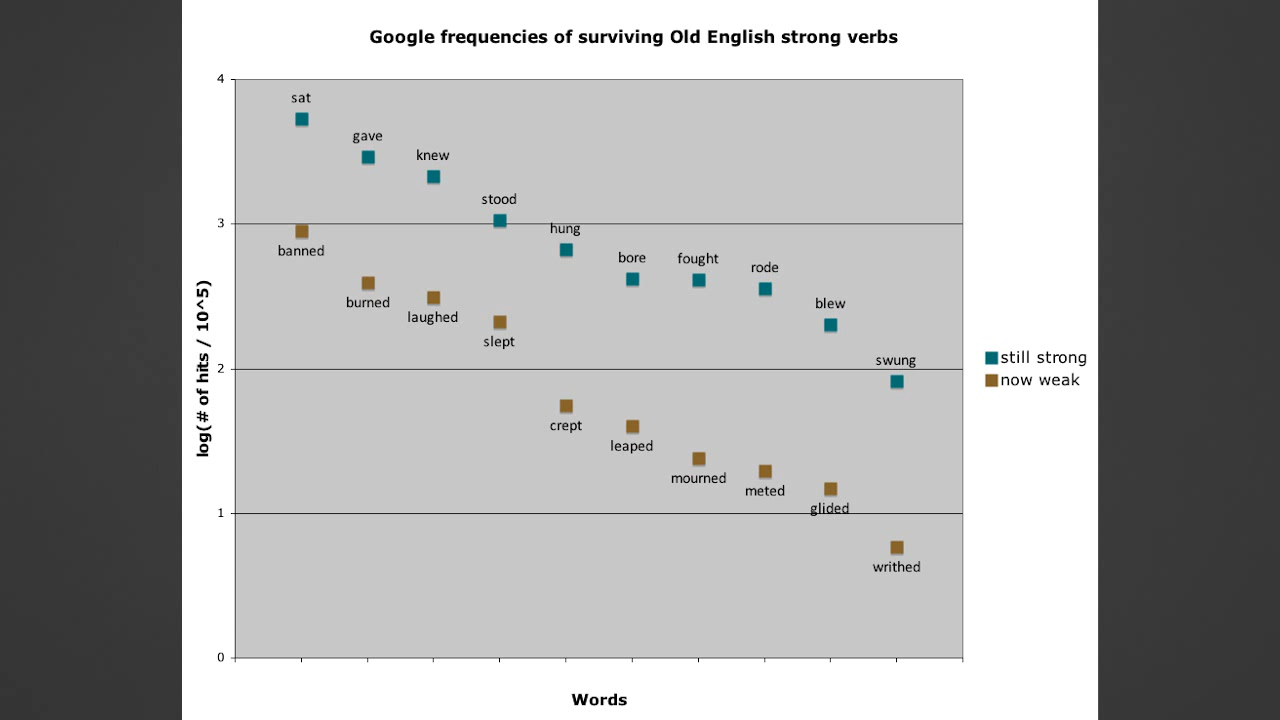 Google frequencies of surviving Old English strong verbs
4
sat
gave
knew
stood
3
hung
banned
bore
fought
rode
burned
laughed
blew
slept
log(# of hits / 10^5)
still strong
swung
2
now weak
crept
leaped
mourned
meted
glided
1
writhed
0
Words